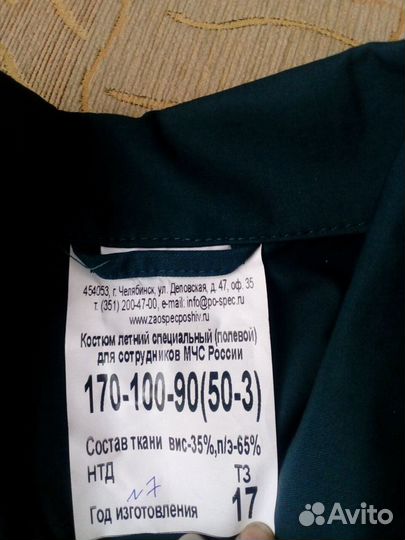 454053, г. Челябинск, ул. Деповская, д. 47, оф. 35
т. (351) 200-47-00, e-mail: info@po-spec.ru
www.zaospecposhiv.ru
Костюм летний специальный (полевой)
для сотрудников МЧС России
170-100-90(50-3)
Состав ткани вис-35%,п/э-65%
НТД ТЗ
N7
Год изготовления 17
Avito